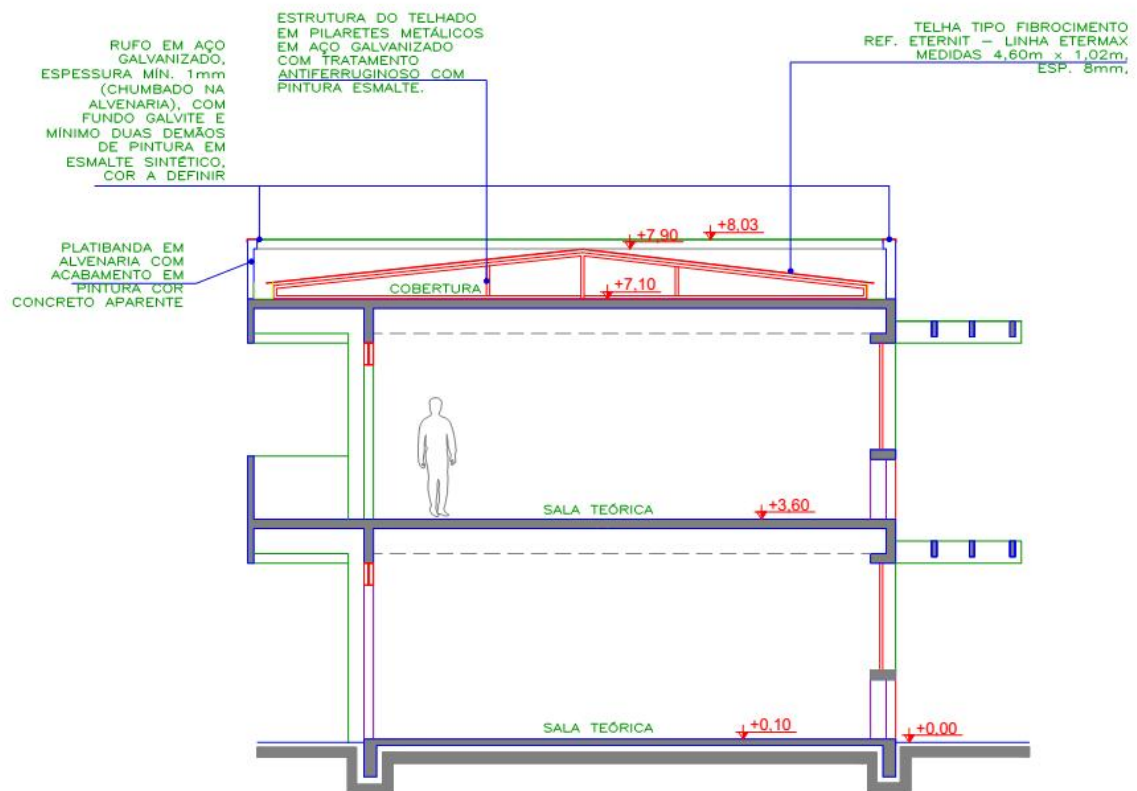 RUFO EM AÇO
GALVANIZADO,
ESPESSURA MÍN. 1mm
(CHUMBADO NA
ALVENARIA), COM
FUNDO GALVITE E
MÍNIMO DUAS DEMÃOS
DE PINTURA EM
ESMALTE SINTÉTICO,
COR A DEFINIR
ESTRUTURA DO TELHADO
EM PILARETES METÁLICOS
EM AÇO GALVANIZADO
COM TRATAMENTO
ANTIFERRUGINOSO COM
PINTURA ESMALTE.
TELHA TIPO FIBROCIMENTO
REF. ETERNIT – LINHA ETERMAX
MEDIDAS 4,60m x 1,02m,
ESP. 8mm,
PLATIBANDA EM
ALVENARIA COM
ACABAMENTO EM
PINTURA COR
CONCRETO APARENTE
+8,03
+7,90
COBERTURA
+7,10
SALA TEÓRICA
+3,60
SALA TEÓRICA
+0,10
+0,00